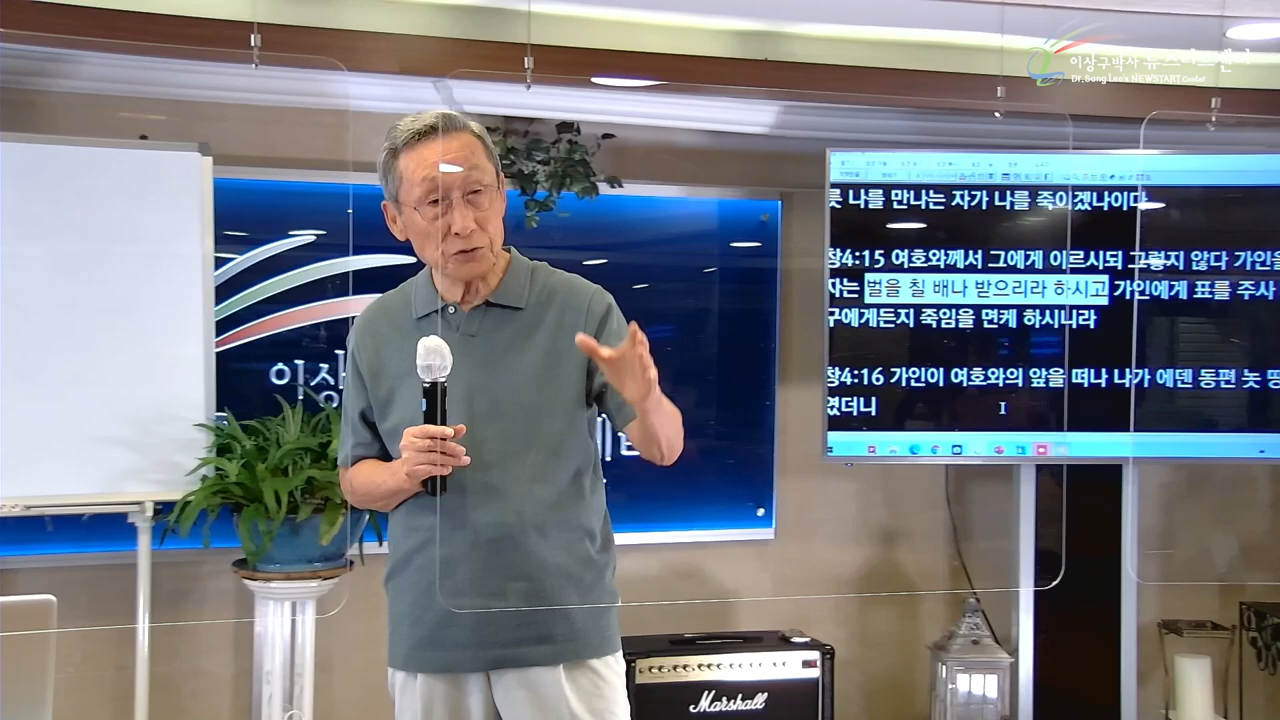 이상구박사 뉴스타트센터
Dr. Sang Lee's NEWSTART Center
나를 만나는 자가 나를 죽이겠나이다
창4:15 여호와께서 그에게 이르시되 그렇지 않다 가인을
자는 벌을 칠 배나 받으리라 하시고 가인에게 표를 주사
구에게든지 죽임을 면케 하시니라
창4:16 가인이 여호와의 앞을 떠나 나가 에덴 동편 놋 땅
였더니
이상
Marshall